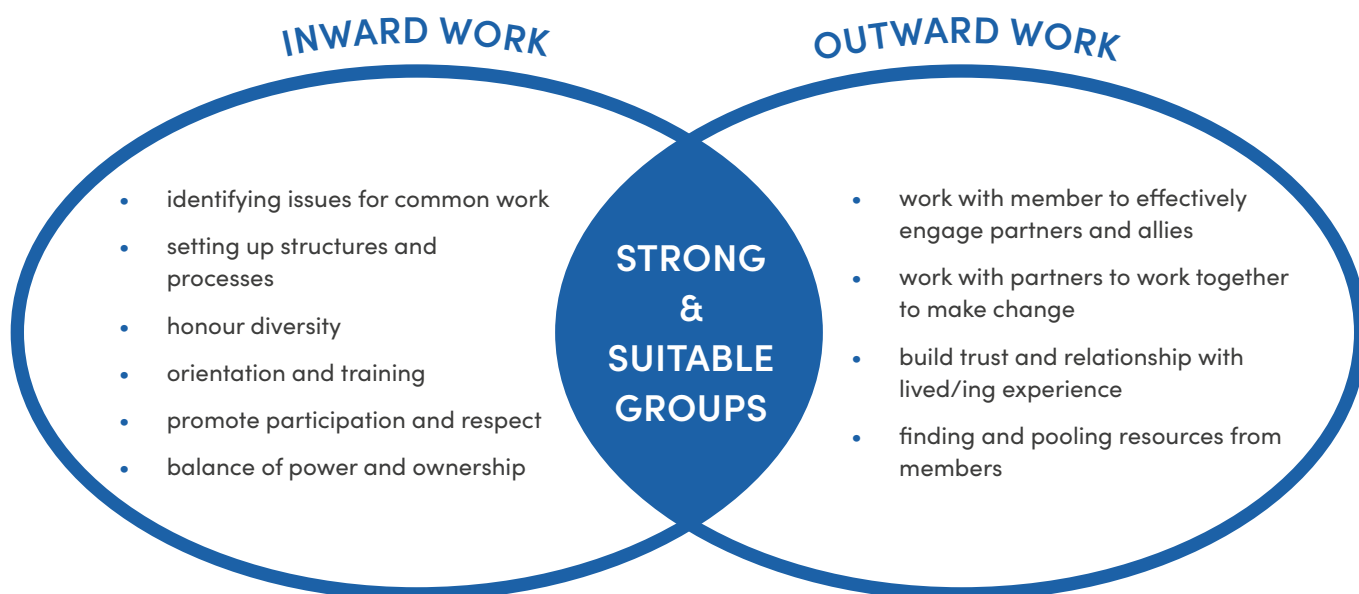 INWARD WORK
• identifying issues for common work
• setting up structures and
processes
• honour diversity
• orientation and training
• promote participation and respect
• balance of power and ownership
STRONG
&
SUITABLE
GROUPS
OUTWARD WORK
• work with member to effectively
engage partners and allies
• work with partners to work together
to make change
• build trust and relationship with
lived/ing experience
• finding and pooling resources from
members